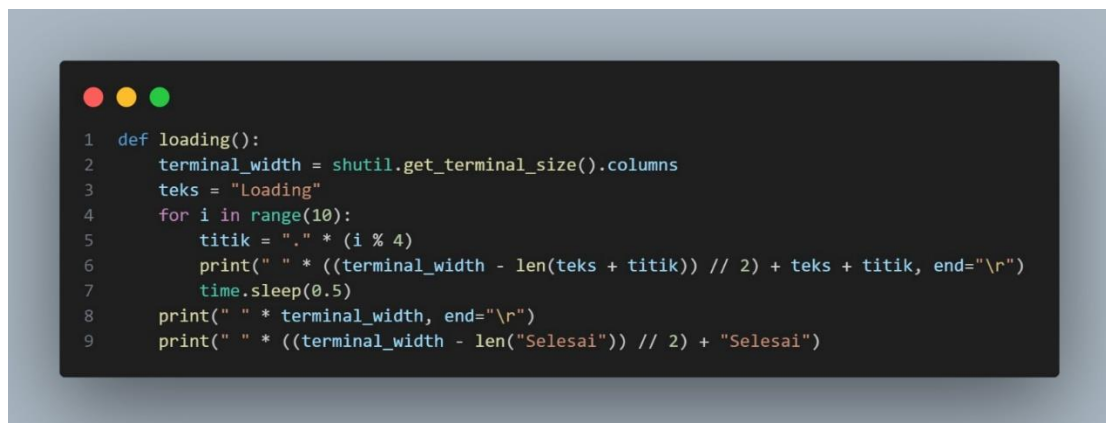 1 def loading():
2     terminal_width = shutil.get_terminal_size().columns
3     teks = "Loading"
4     for i in range(10):
5         titik = "." * (i % 4)
6         print(" " * ((terminal_width - len(teks + titik)) // 2) + teks + titik, end="\r")
7         time.sleep(0.5)
8     print(" " * terminal_width, end="\r")
9     print(" " * ((terminal_width - len("Selesai")) // 2) + "Selesai")